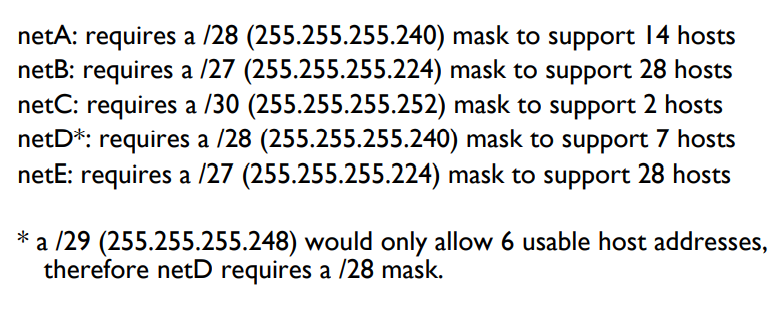 netA: requires a /28 (255.255.255.240) mask to support 14 hosts
netB: requires a /27 (255.255.255.224) mask to support 28 hosts
netC: requires a /30 (255.255.255.252) mask to support 2 hosts
netD*: requires a /28 (255.255.255.240) mask to support 7 hosts
netE: requires a /27 (255.255.255.224) mask to support 28 hosts
* a /29 (255.255.255.248) would only allow 6 usable host addresses,
therefore netD requires a /28 mask.